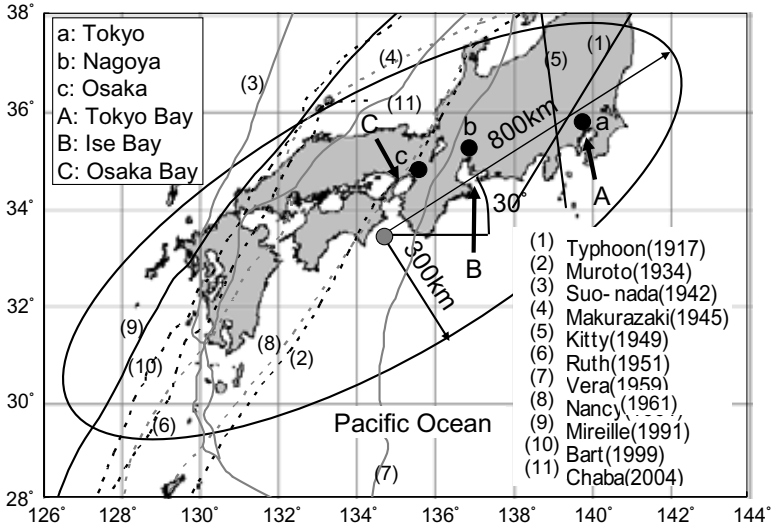 a: Tokyo
b: Nagoya
c: Osaka
A: Tokyo Bay
B: Ise Bay
C: Osaka Bay
38˚
36˚
34˚
32˚
30˚
28˚
126˚
128˚
130˚
132˚
134˚
136˚
138˚
140˚
142˚
144˚
(3)
(4)
(11)
(5)
(1)
C
c
b
a
800km
30˚
A
B
300km
(9)
(10)
(8)
(2)
(6)
(7)
Pacific Ocean
(1) Typhoon(1917)
(2) Muroto(1934)
(3) Suo-nada(1942)
(4) Makurazaki(1945)
(5) Kitty(1949)
(6) Ruth(1951)
(7) Vera(1959)
(8) Nancy(1961)
(9) Mireille(1991)
(10) Bart(1999)
(11) Chaba(2004)